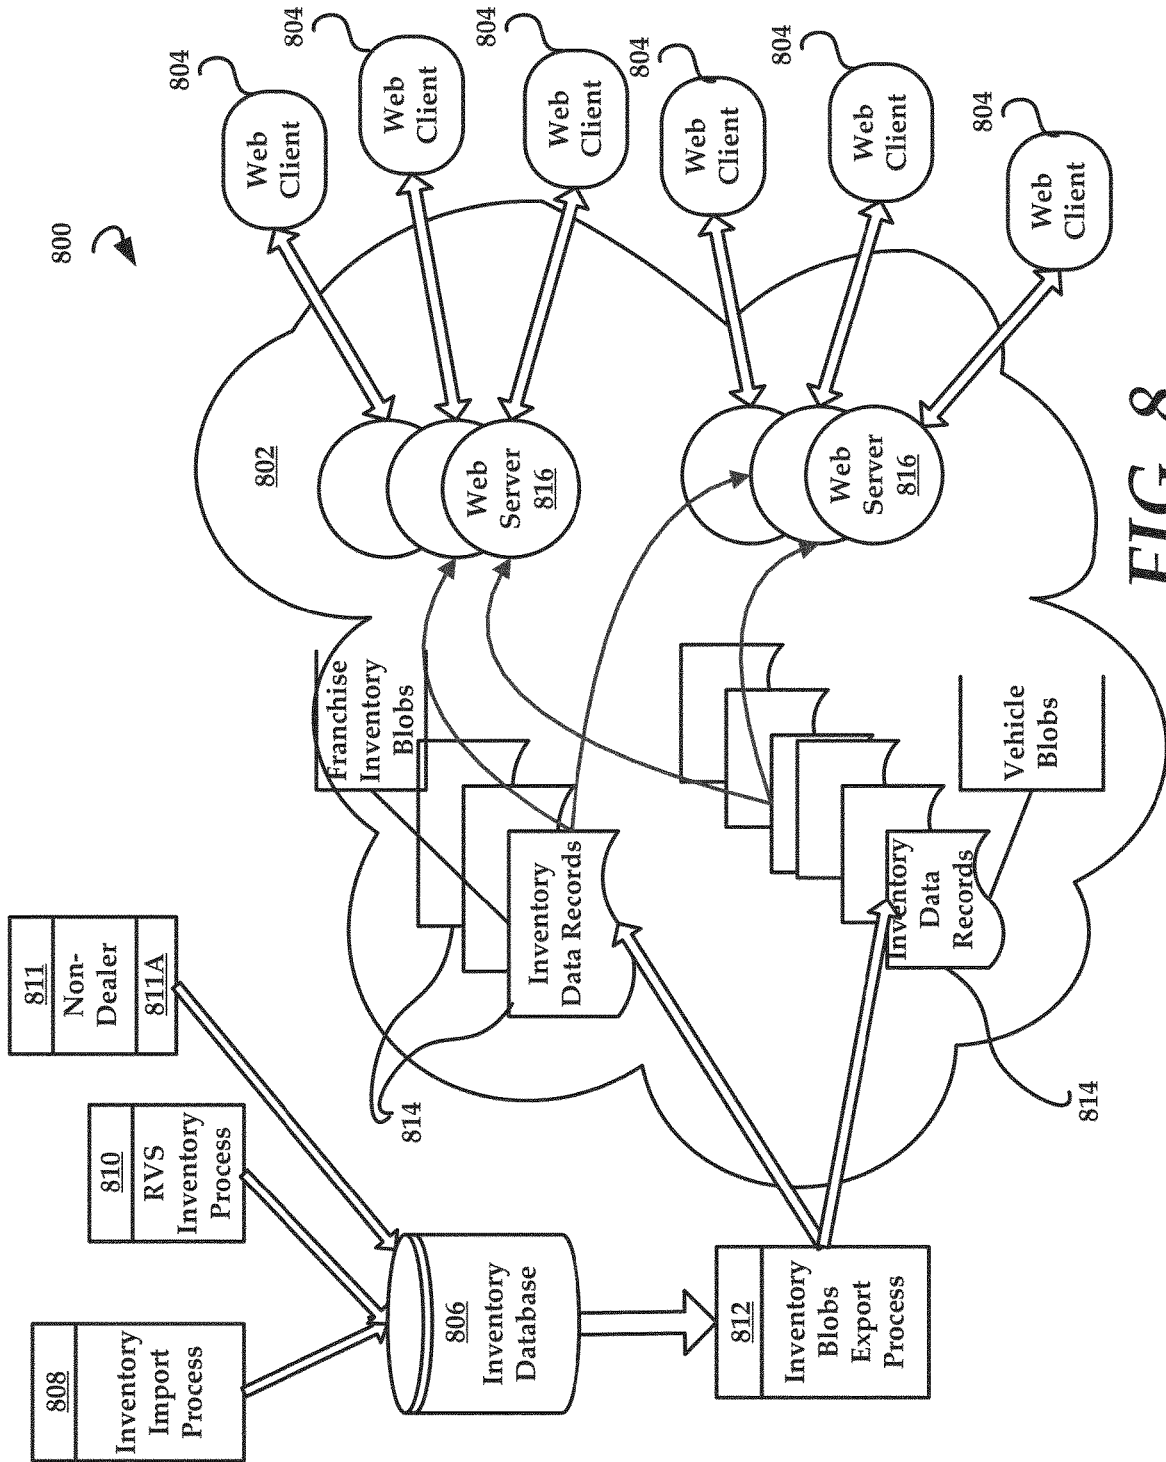 800
808
Inventory
Import
Process
810
RVS
Inventory
Process
811
Non-
Dealer
811A
806
Inventory
Database
812
Inventory
Blobs
Export
Process
814
814
Franchise
Inventory
Blobs
Inventory
Data Records
Inventory
Data
Records
Vehicle
Blobs
802
Web
Server
816
Web
Server
816
Web
Client
804
Web
Client
804
Web
Client
804
Web
Client
804
Web
Client
804
Web
Client
804
FIG. 8